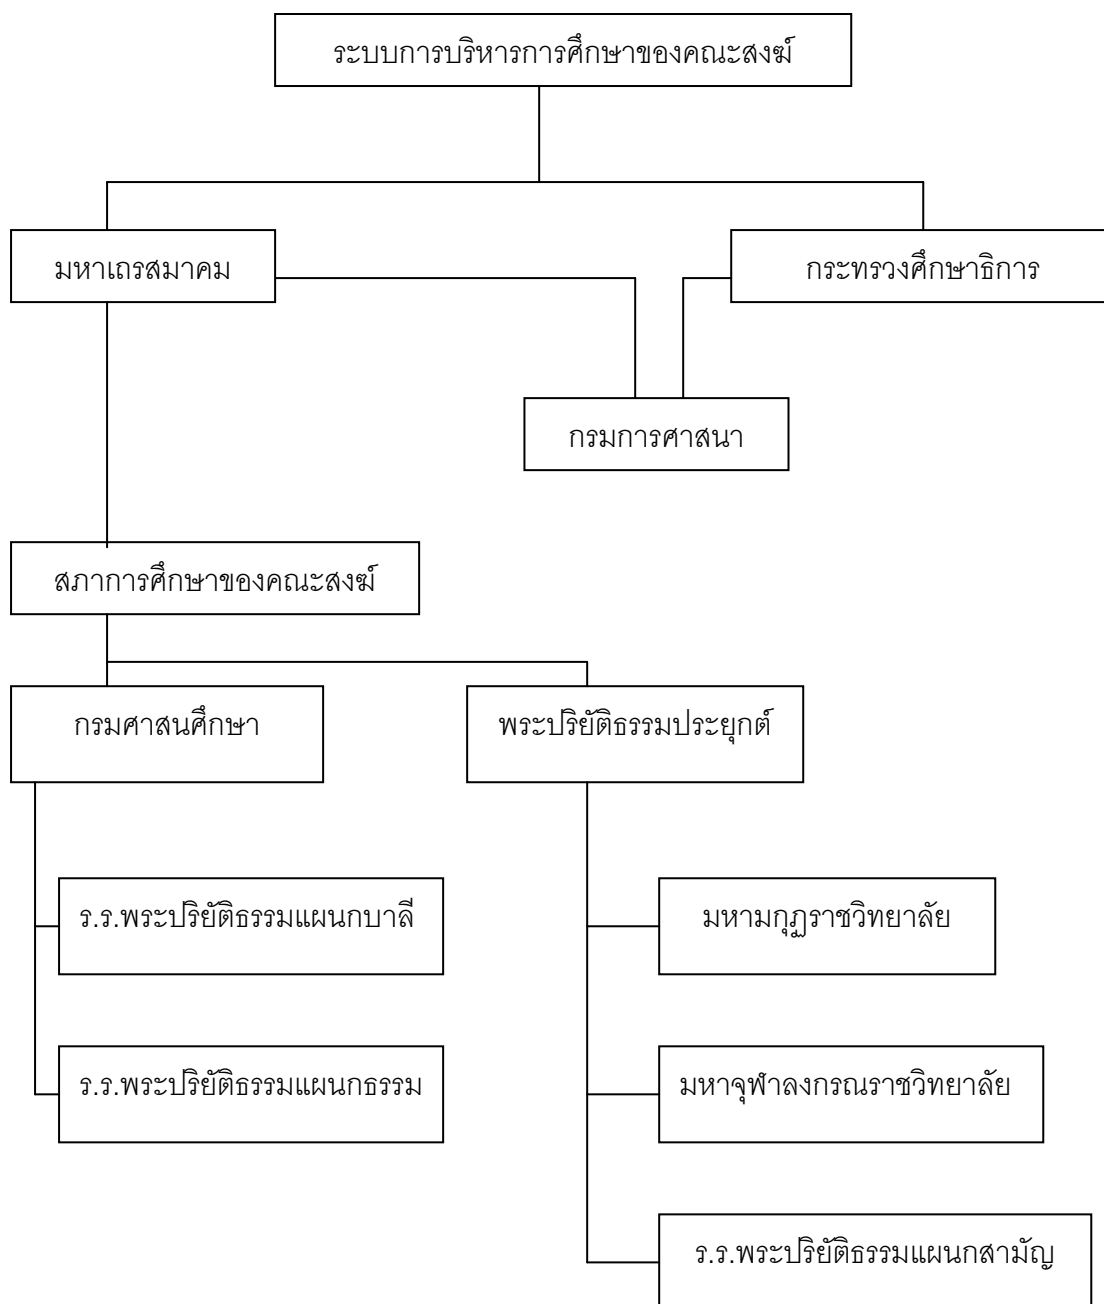 ระบบการบริหารการศึกษาของคณะสงฆ์
มหาเถรสมาคม
กระทรวงศึกษาธิการ
กรมการศาสนา
สภาการศึกษาของคณะสงฆ์
กรมศาสนศึกษา
พระปริยัติธรรมประยุกต์
ร.ร.พระปริยัติธรรมแผนกบาลี
มหามกุฏราชวิทยาลัย
ร.ร.พระปริยัติธรรมแผนกธรรม
มหาจุฬาลงกรณราชวิทยาลัย
ร.ร.พระปริยัติธรรมแผนกสามัญ